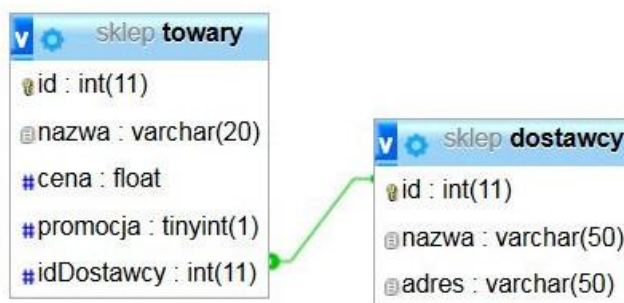 v sklep towary
id : int(11)
nazwa : varchar(20)
# cena : float
# promocja : tinyint(1)
# idDostawcy : int(11)
v sklep dostawcy
id : int(11)
nazwa : varchar(50)
adres : varchar(50)